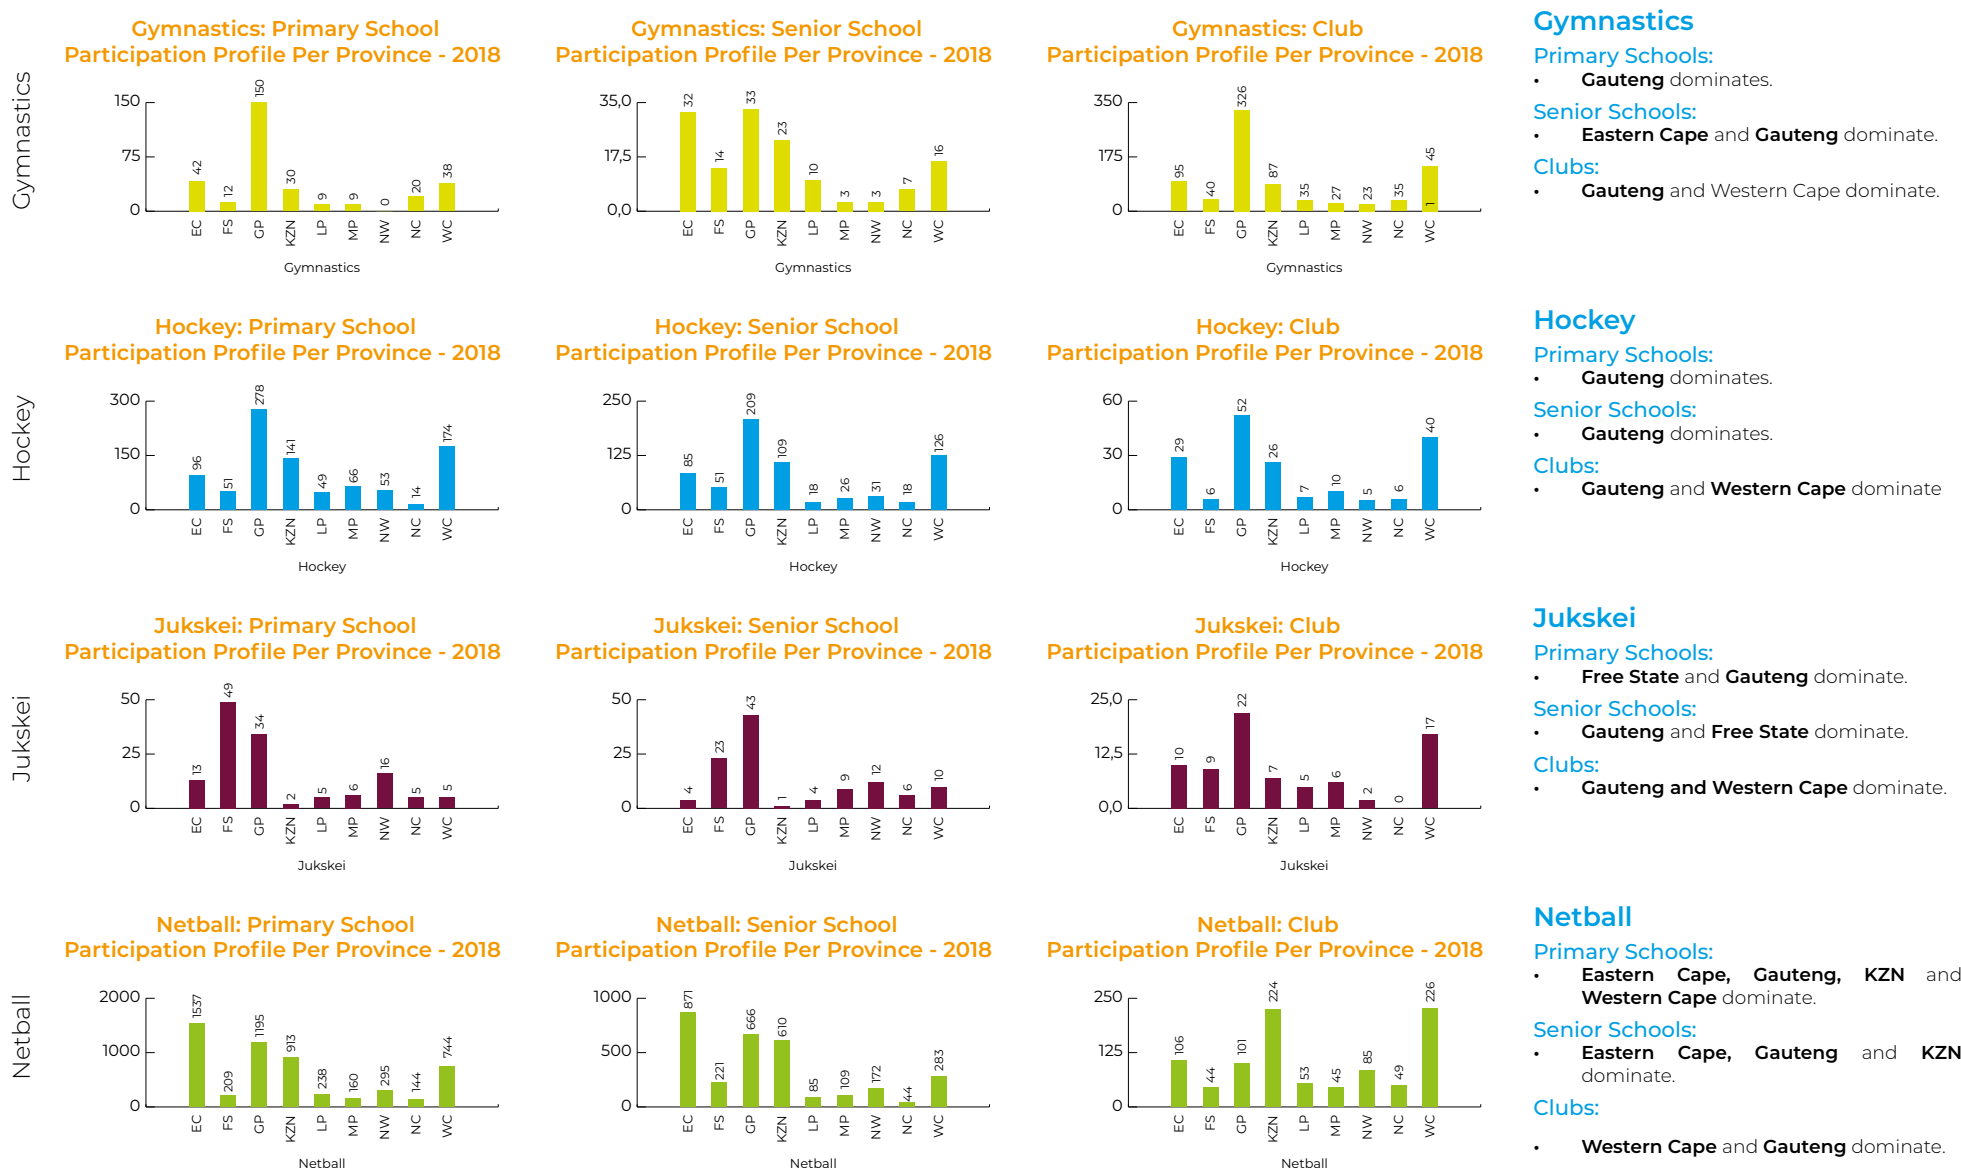 Gymnastics
Gymnastics: Primary School
Participation Profile Per Province - 2018
150
75
0
42
12
150
30
9
9
0
20
38
EC
FS
GP
KZN
LP
MP
NW
NC
WC
Gymnastics
Gymnastics: Senior School
Participation Profile Per Province - 2018
35,0
17,5
0,0
32
14
33
23
10
3
3
7
16
EC
FS
GP
KZN
LP
MP
NW
NC
WC
Gymnastics
Gymnastics: Club
Participation Profile Per Province - 2018
350
175
0
95
40
326
87
35
27
23
35
45
1
EC
FS
GP
KZN
LP
MP
NW
NC
WC
Gymnastics
Gymnastics
Primary Schools:
• Gauteng dominates.
Senior Schools:
• Eastern Cape and Gauteng dominate.
Clubs:
• Gauteng and Western Cape dominate.
Hockey
Hockey: Primary School
Participation Profile Per Province - 2018
300
150
0
96
51
278
141
49
66
53
14
174
EC
FS
GP
KZN
LP
MP
NW
NC
WC
Hockey
Hockey: Senior School
Participation Profile Per Province - 2018
250
125
0
85
51
209
109
18
26
31
18
126
EC
FS
GP
KZN
LP
MP
NW
NC
WC
Hockey
Hockey: Club
Participation Profile Per Province - 2018
60
30
0
29
6
52
26
7
10
5
6
40
EC
FS
GP
KZN
LP
MP
NW
NC
WC
Hockey
Hockey
Primary Schools:
• Gauteng dominates.
Senior Schools:
• Gauteng dominates.
Clubs:
• Gauteng and Western Cape dominate
Jukskei
Jukskei: Primary School
Participation Profile Per Province - 2018
50
25
0
13
49
34
2
5
6
16
5
5
EC
FS
GP
KZN
LP
MP
NW
NC
WC
Jukskei
Jukskei: Senior School
Participation Profile Per Province - 2018
50
25
0
4
23
43
1
4
9
12
6
10
EC
FS
GP
KZN
LP
MP
NW
NC
WC
Jukskei
Jukskei: Club
Participation Profile Per Province - 2018
25,0
12,5
0,0
10
9
22
7
5
6
2
0
17
EC
FS
GP
KZN
LP
MP
NW
NC
WC
Jukskei
Jukskei
Primary Schools:
• Free State and Gauteng dominate.
Senior Schools:
• Gauteng and Free State dominate.
Clubs:
• Gauteng and Western Cape dominate.
Netball
Netball: Primary School
Participation Profile Per Province - 2018
2000
1000
0
1537
209
1195
913
238
160
295
144
744
EC
FS
GP
KZN
LP
MP
NW
NC
WC
Netball
Netball: Senior School
Participation Profile Per Province - 2018
1000
500
0
871
221
666
610
85
109
172
44
283
EC
FS
GP
KZN
LP
MP
NW
NC
WC
Netball
Netball: Club
Participation Profile Per Province - 2018
250
125
0
106
44
101
224
53
45
85
49
226
EC
FS
GP
KZN
LP
MP
NW
NC
WC
Netball
Netball
Primary Schools:
• Eastern Cape, Gauteng, KZN and
Western Cape dominate.
Senior Schools:
• Eastern Cape, Gauteng and KZN
dominate.
Clubs:
• Western Cape and Gauteng dominate.